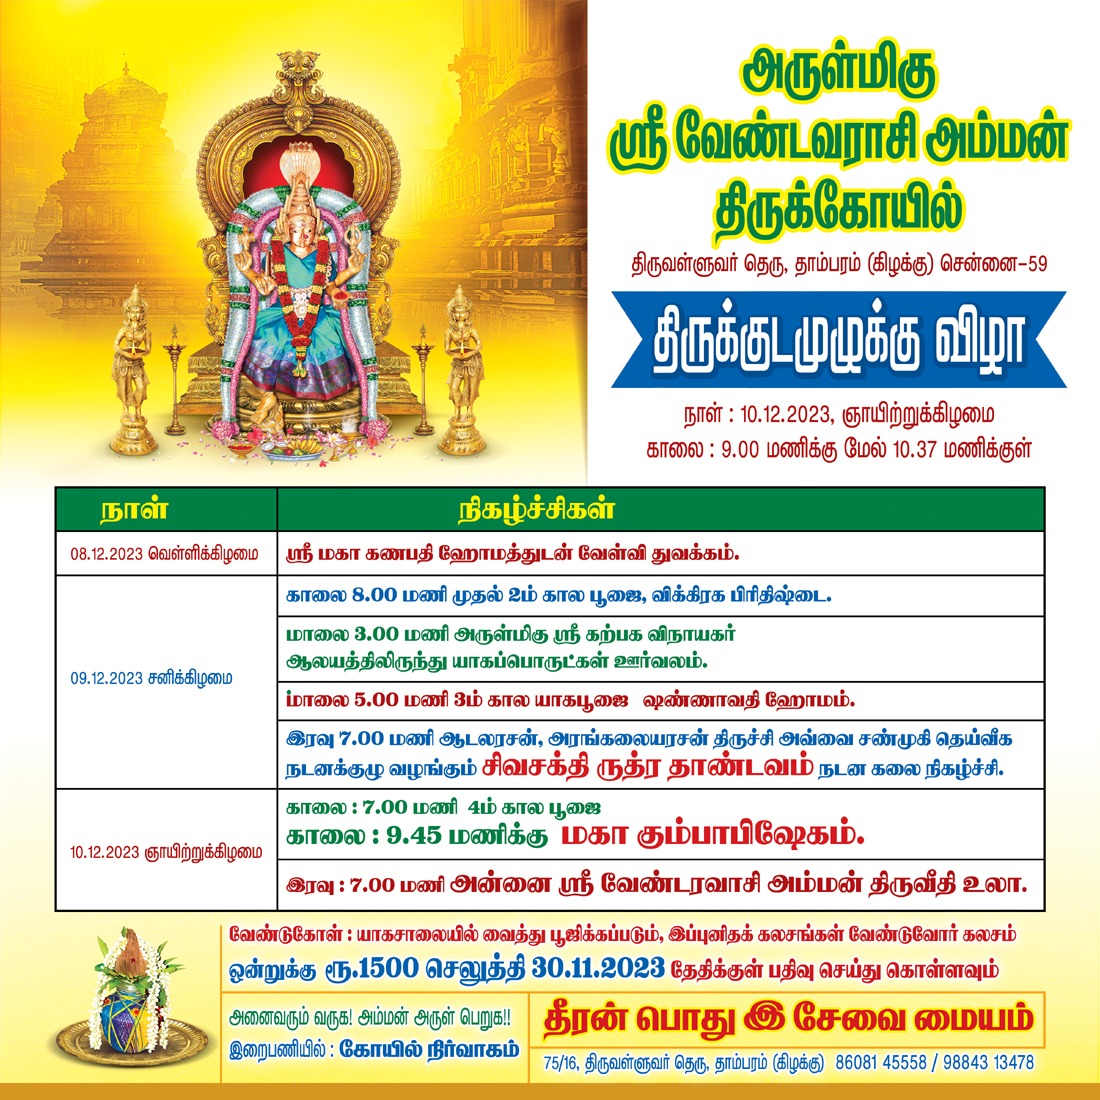 அருள்மிகு
ஸ்ரீ வேண்டவராசி அம்மன்
திருக்கோயில்
திருவள்ளுவர் தெரு, தாம்பரம் (கிழக்கு) சென்னை-59
திருக்குடமுழுக்கு விழா
நாள் : 10.12.2023, ஞாயிற்றுக்கிழமை
காலை : 9.00 மணிக்கு மேல் 10.37 மணிக்குள்
நாள் நிகழ்ச்சிகள்
08.12.2023 வெள்ளிக்கிழமை ஸ்ரீ மகா கணபதி ஹோமத்துடன் வேள்வி துவக்கம்.
09.12.2023 சனிக்கிழமை
காலை 8.00 மணி முதல் 2ம் கால பூஜை, விக்கிரக பிரிதிஷ்டை.
மாலை 3.00 மணி அருள்மிகு ஸ்ரீ கற்பக விநாயகர்
ஆலயத்திலிருந்து யாகப்பொருட்கள் ஊர்வலம்.
மாலை 5.00 மணி 3ம் கால யாகபூஜை ஷண்ணாவதி ஹோமம்.
இரவு 7.00 மணி ஆடலரசன், அரங்கலையரசன் திருச்சி அவ்வை சண்முகி தெய்வீக
நடனக்குழு வழங்கும் சிவசக்தி ருத்ர தாண்டவம் நடன கலை நிகழ்ச்சி.
10.12.2023 ஞாயிற்றுக்கிழமை
காலை : 7.00 மணி 4ம் கால பூஜை
காலை : 9.45 மணிக்கு மகா கும்பாபிஷேகம்.
இரவு : 7.00 மணி அன்னை ஸ்ரீ வேண்டரவாசி அம்மன் திருவீதி உலா.
வேண்டுகோள் : யாகசாலையில் வைத்து பூஜிக்கப்படும், இப்புனிதக் கலசங்கள் வேண்டுவோர் கலசம்
ஒன்றுக்கு ரூ.1500 செலுத்தி 30.11.2023 தேதிக்குள் பதிவு செய்து கொள்ளவும்
அனைவரும் வருக! அம்மன் அருள் பெறுக!!
இறைபணியில் : கோயில் நிர்வாகம்
தீரன் பொது இ சேவை மையம்
75/16, திருவள்ளுவர் தெரு, தாம்பரம் (கிழக்கு) 86081 45558 / 98843 13478